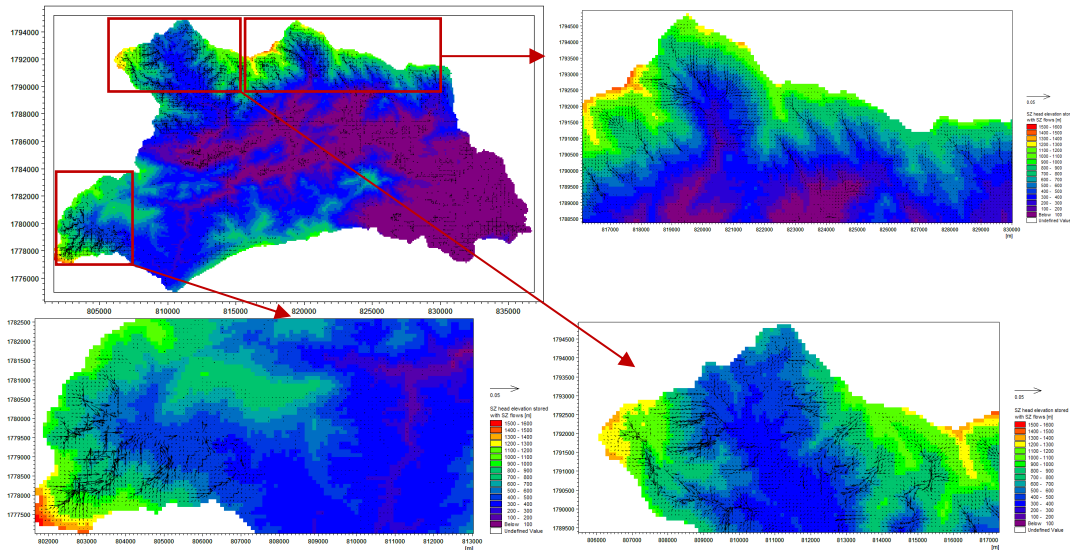 1794000
1792000
1790000
1788000
1786000
1784000
1782000
1780000
1778000
1776000
805000 810000 815000 820000 825000 830000 835000
1794500
1794000
1793500
1793000
1792500
1792000
1791500
1791000
1790500
1790000
1789500
1789000
1788500
817000 818000 819000 820000 821000 822000 823000 824000 825000 826000 827000 828000 829000 830000
[m]
0.05
SZ head elevation stored
with SZ flows [m]
1500 - 1600
1400 - 1500
1300 - 1400
1200 - 1300
1100 - 1200
1000 - 1100
900 - 1000
800 - 900
700 - 800
600 - 700
500 - 600
400 - 500
300 - 400
200 - 300
100 - 200
Below 100
Undefined Value
1782500
1782000
1781500
1781000
1780500
1780000
1779500
1779000
1778500
1778000
1777500
802000 803000 804000 805000 806000 807000 808000 809000 810000 811000 812000 813000
[m]
0.05
SZ head elevation stored
with SZ flows [m]
1500 - 1600
1400 - 1500
1300 - 1400
1200 - 1300
1100 - 1200
1000 - 1100
900 - 1000
800 - 900
700 - 800
600 - 700
500 - 600
400 - 500
300 - 400
200 - 300
100 - 200
Below 100
Undefined Value
1794500
1794000
1793500
1793000
1792500
1792000
1791500
1791000
1790500
1790000
1789500
806000 807000 808000 809000 810000 811000 812000 813000 814000 815000 816000 817000
[m]
0.05
SZ head elevation stored
with SZ flows [m]
1500 - 1600
1400 - 1500
1300 - 1400
1200 - 1300
1100 - 1200
1000 - 1100
900 - 1000
800 - 900
700 - 800
600 - 700
500 - 600
400 - 500
300 - 400
200 - 300
100 - 200
Below 100
Undefined Value